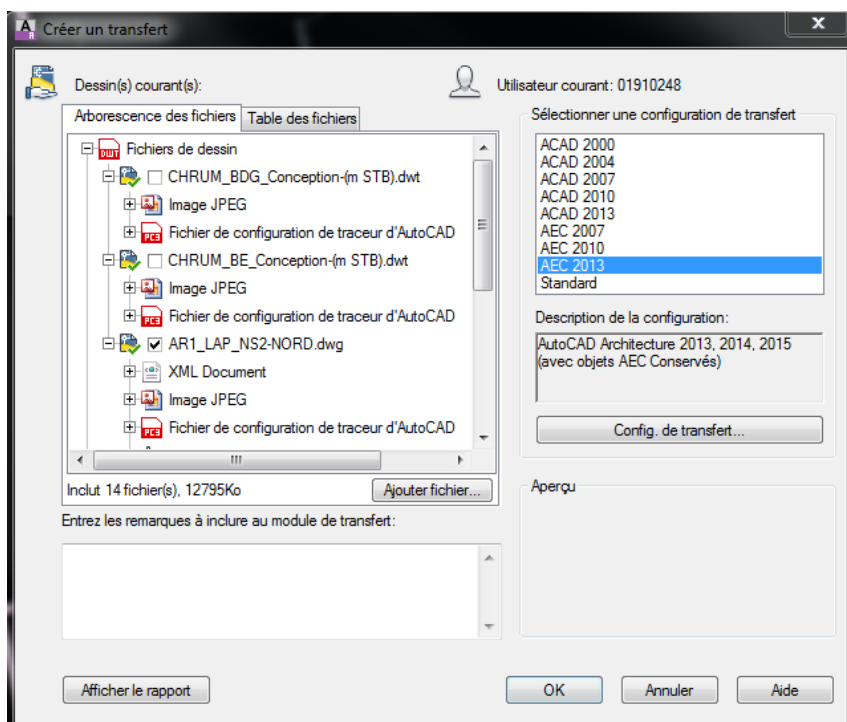 Créer un transfert
X
Dessin(s) courant(s):
Utilisateur courant: 01910248
Arborescence des fichiers
Table des fichiers
DWT Fichiers de dessin
CHRUM_BDG_Conception-(m STB).dwt
Image JPEG
PC3 Fichier de configuration de traceur d'AutoCAD
CHRUM_BE_Conception-(m STB).dwt
Image JPEG
PC3 Fichier de configuration de traceur d'AutoCAD
AR1_LAP_NS2-NORD.dwg
XML Document
Image JPEG
PC3 Fichier de configuration de traceur d'AutoCAD
Inclut 14 fichier(s), 12795Ko
Ajouter fichier...
Entrez les remarques à inclure au module de transfert:
Sélectionner une configuration de transfert
ACAD 2000
ACAD 2004
ACAD 2007
ACAD 2010
ACAD 2013
AEC 2007
AEC 2010
AEC 2013
Standard
Description de la configuration:
AutoCAD Architecture 2013, 2014, 2015
(avec objets AEC Conservés)
Config. de transfert...
Aperçu
Afficher le rapport
OK
Annuler
Aide